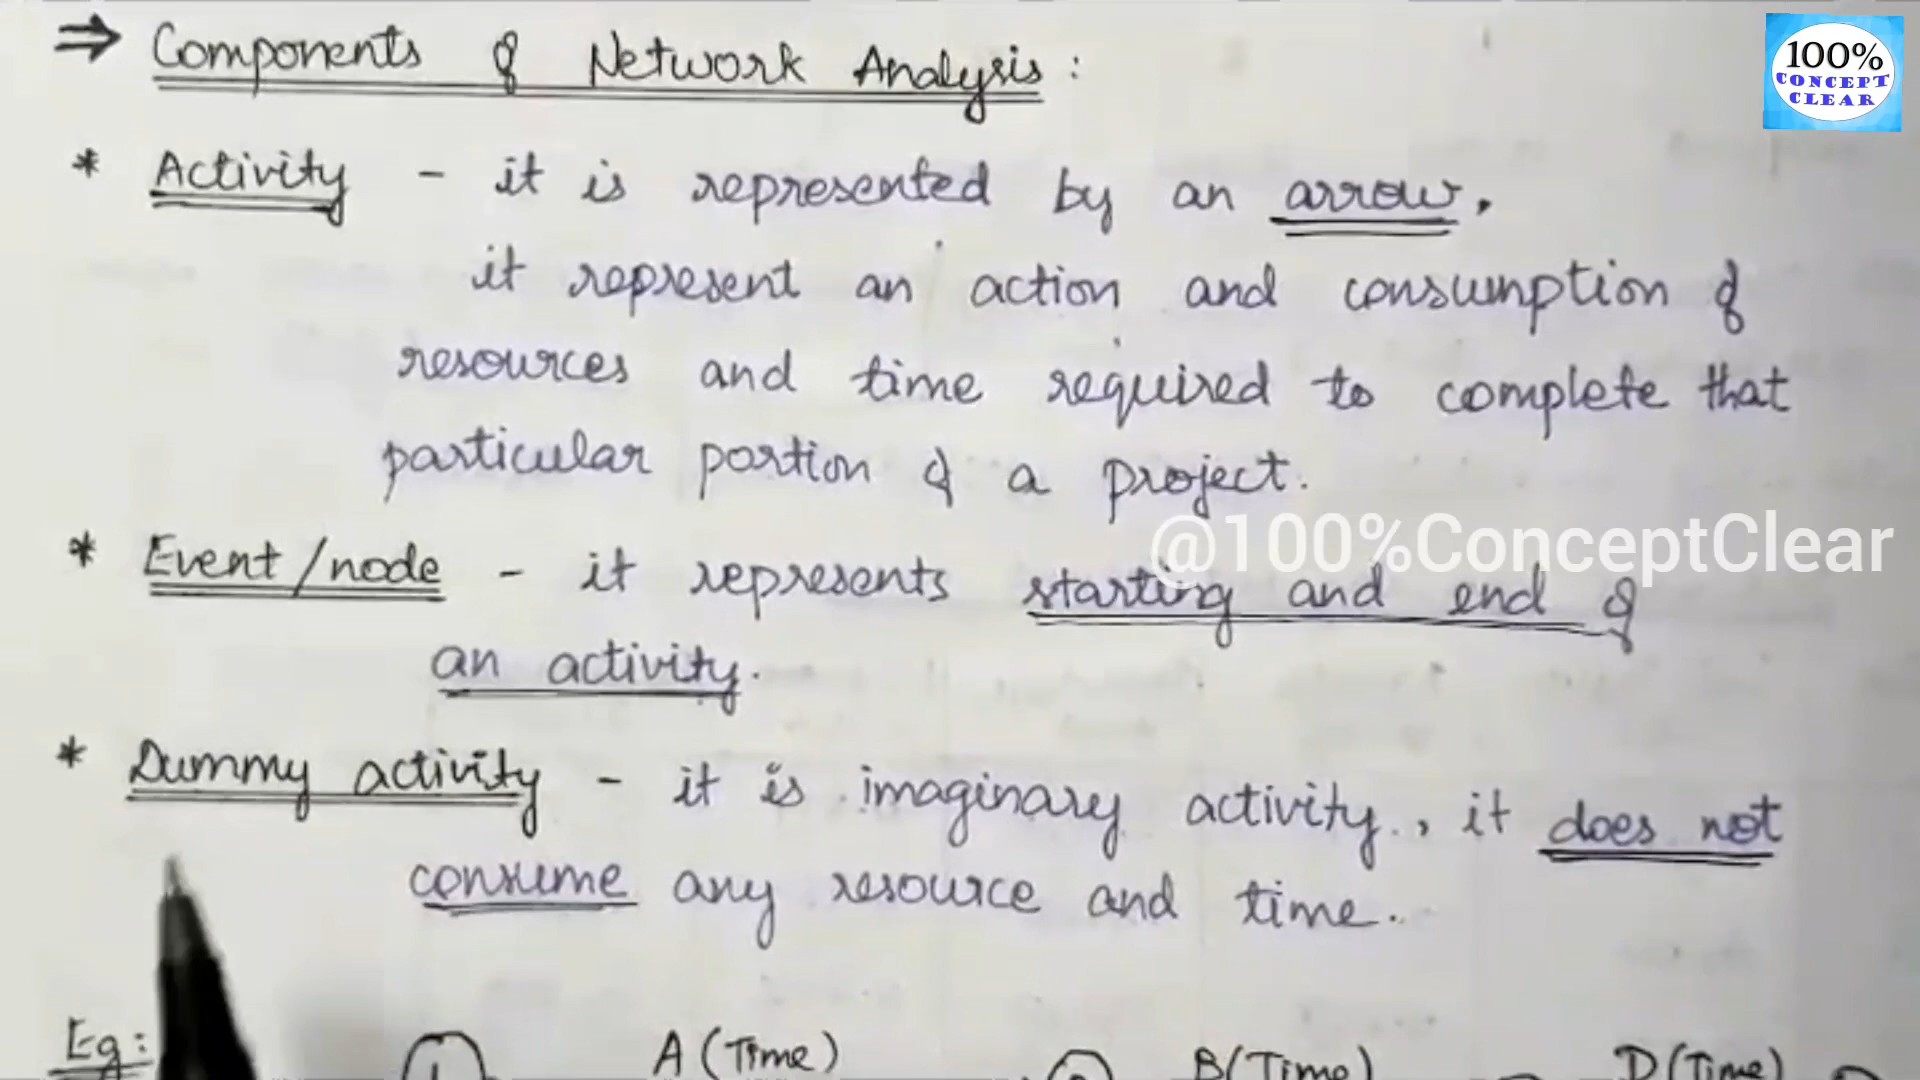 ⇒ Components of Network Analysis :
100%
CONCEPT
CLEAR
* Activity - it is represented by an arrow.
it represent an action and consumption of
resources and time required to complete that
particular portion of a project.
@100%ConceptClear
* Event/node - it represents starting and end of
an activity.
* Dummy activity - it is imaginary activity, it does not
consume any resource and time.
Eg: 1 A (Time) B(Time) D(Time)